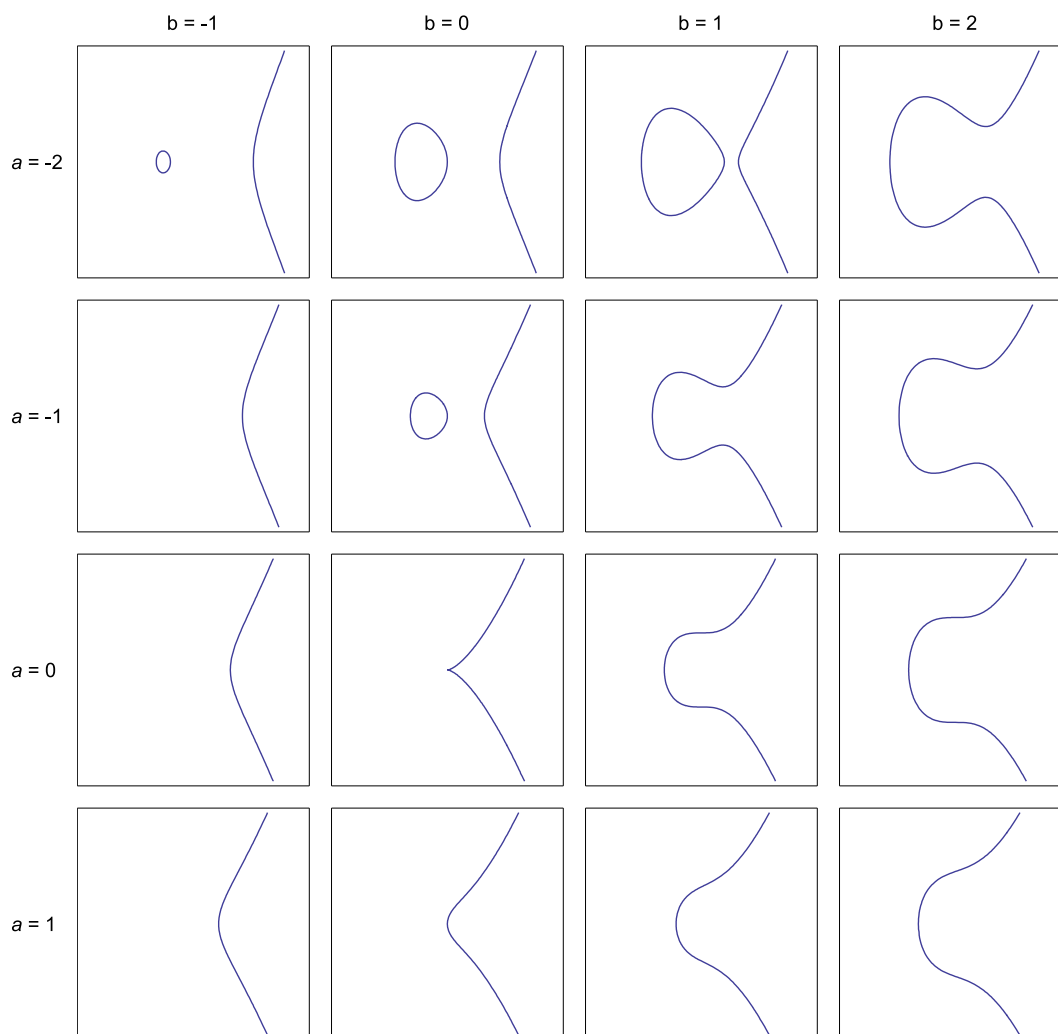 b = -1 b = 0 b = 1 b = 2
a = -2
a = -1
a = 0
a = 1